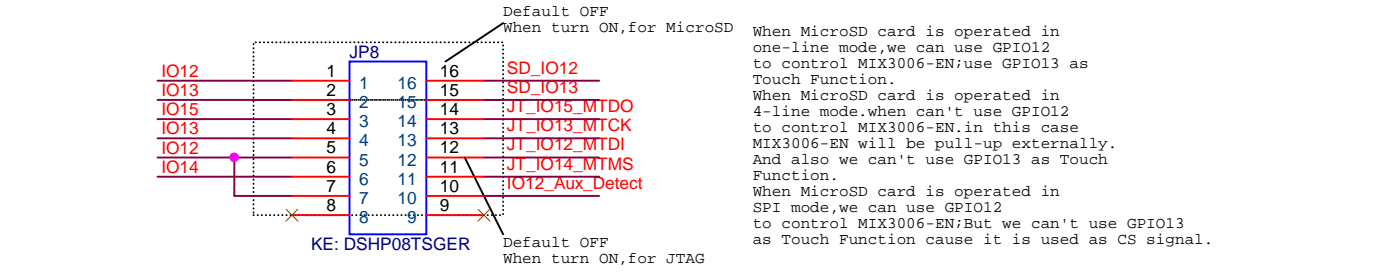 Default OFF
When turn ON,for MicroSD
JP8
IO12 1 1 16 16 SD_IO12
IO13 2 2 15 15 SD_IO13
IO15 3 3 14 14 JT_IO15_MTDO
IO13 4 4 13 13 JT_IO13_MTCK
IO12 5 5 12 12 JT_IO12_MTDI
IO14 6 6 11 11 JT_IO14_MTMS
7 7 10 10 IO12_Aux_Detect
8 8 9 9
KE: DSHP08TSGER
Default OFF
When turn ON,for JTAG
When MicroSD card is operated in
one-line mode,we can use GPIO12
to control MIX3006-EN;use GPIO13 as
Touch Function.
When MicroSD card is operated in
4-line mode.when can't use GPIO12
to control MIX3006-EN.in this case
MIX3006-EN will be pull-up externally.
And also we can't use GPIO13 as Touch
Function.
When MicroSD card is operated in
SPI mode,we can use GPIO12
to control MIX3006-EN;But we can't use GPIO13
as Touch Function cause it is used as CS signal.